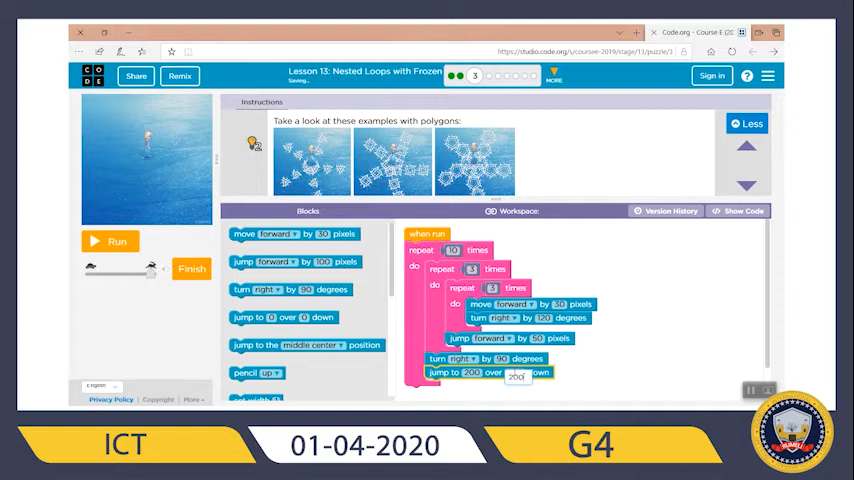 Code.org - Course E (20
https://studio.code.org/s/coursee-2019/stage/13/puzzle/3
C O
D E
Share
Remix
Lesson 13: Nested Loops with Frozen
Saving...
3
MORE
Sign in
?
Instructions
2
Take a look at these examples with polygons:
Less
Blocks
Workspace:
Version History
</> Show Code
Run
Finish
move forward by 30 pixels
jump forward by 100 pixels
turn right by 90 degrees
jump to 0 over 0 down
jump to the middle center position
pencil up
set width
when run
repeat 10 times
do repeat 3 times
do repeat 3 times
do move forward by 30 pixels
turn right by 120 degrees
jump forward by 50 pixels
turn right by 90 degrees
jump to 200 over 200 down
English
Privacy Policy | Copyright | More
ICT
01-04-2020
G4
RUMELI